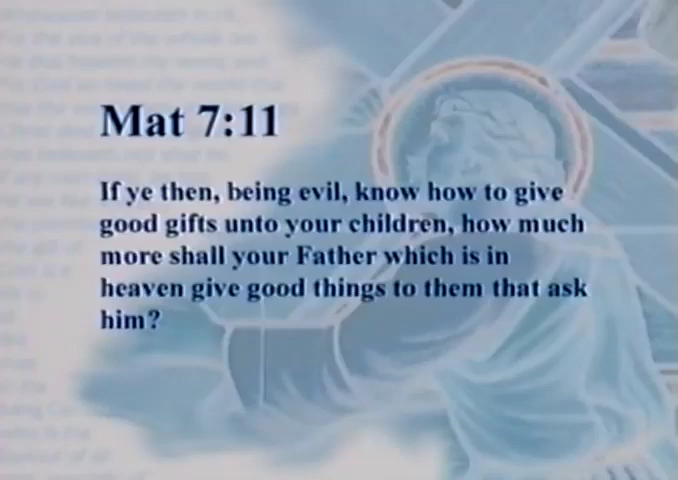 Mat 7:11
If ye then, being evil, know how to give
good gifts unto your children, how much
more shall your Father which is in
heaven give good things to them that ask
him?